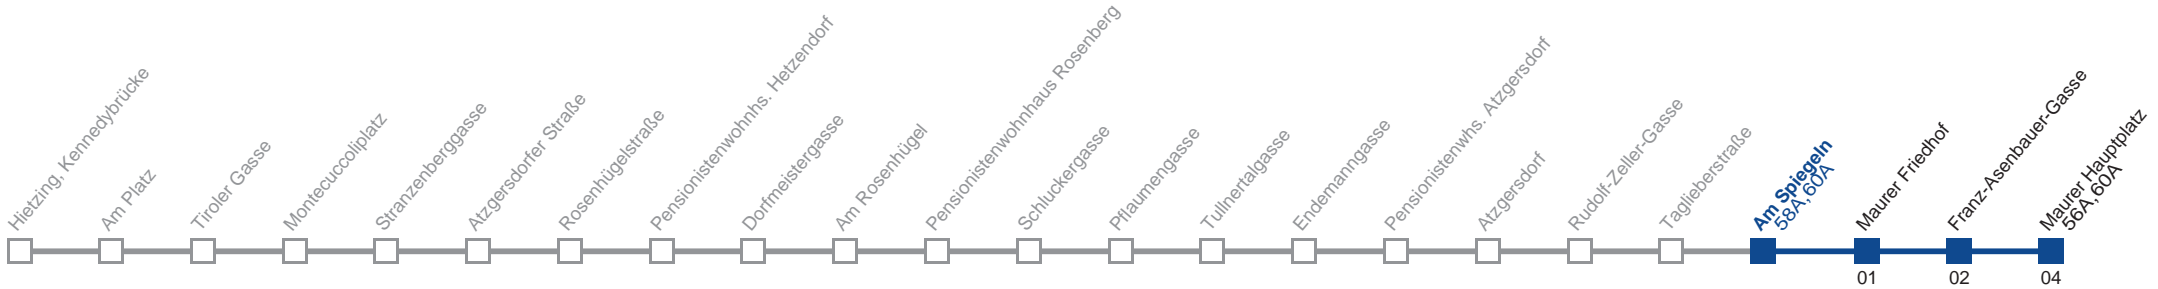 Hietzing, Kennedybrücke
Am Platz
Tiroler Gasse
Montecuccoliplatz
Stranzenberggasse
Atzgersdorfer Straße
Rosenhügelstraße
Pensionistenwohnhs. Hetzendorf
Dorfmeistergasse
Am Rosenhügel
Pensionistenwohnhaus Rosenberg
Schluckergasse
Pflaumengasse
Tullnertalgasse
Endemanngasse
Pensionistenwhs. Atzgersdorf
Atzgersdorf
Rudolf-Zeller-Gasse
Taglieberstraße
Am Spiegeln
58A,60A
Maurer Friedhof
Franz-Asenbauer-Gasse
Maurer Hauptplatz
56A,60A
01
02
04